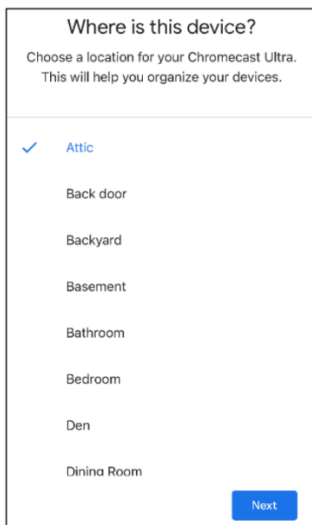 Where is this device?
Choose a location for your Chromecast Ultra.
This will help you organize your devices.
Attic
Back door
Backyard
Basement
Bathroom
Bedroom
Den
Dining Room
Next